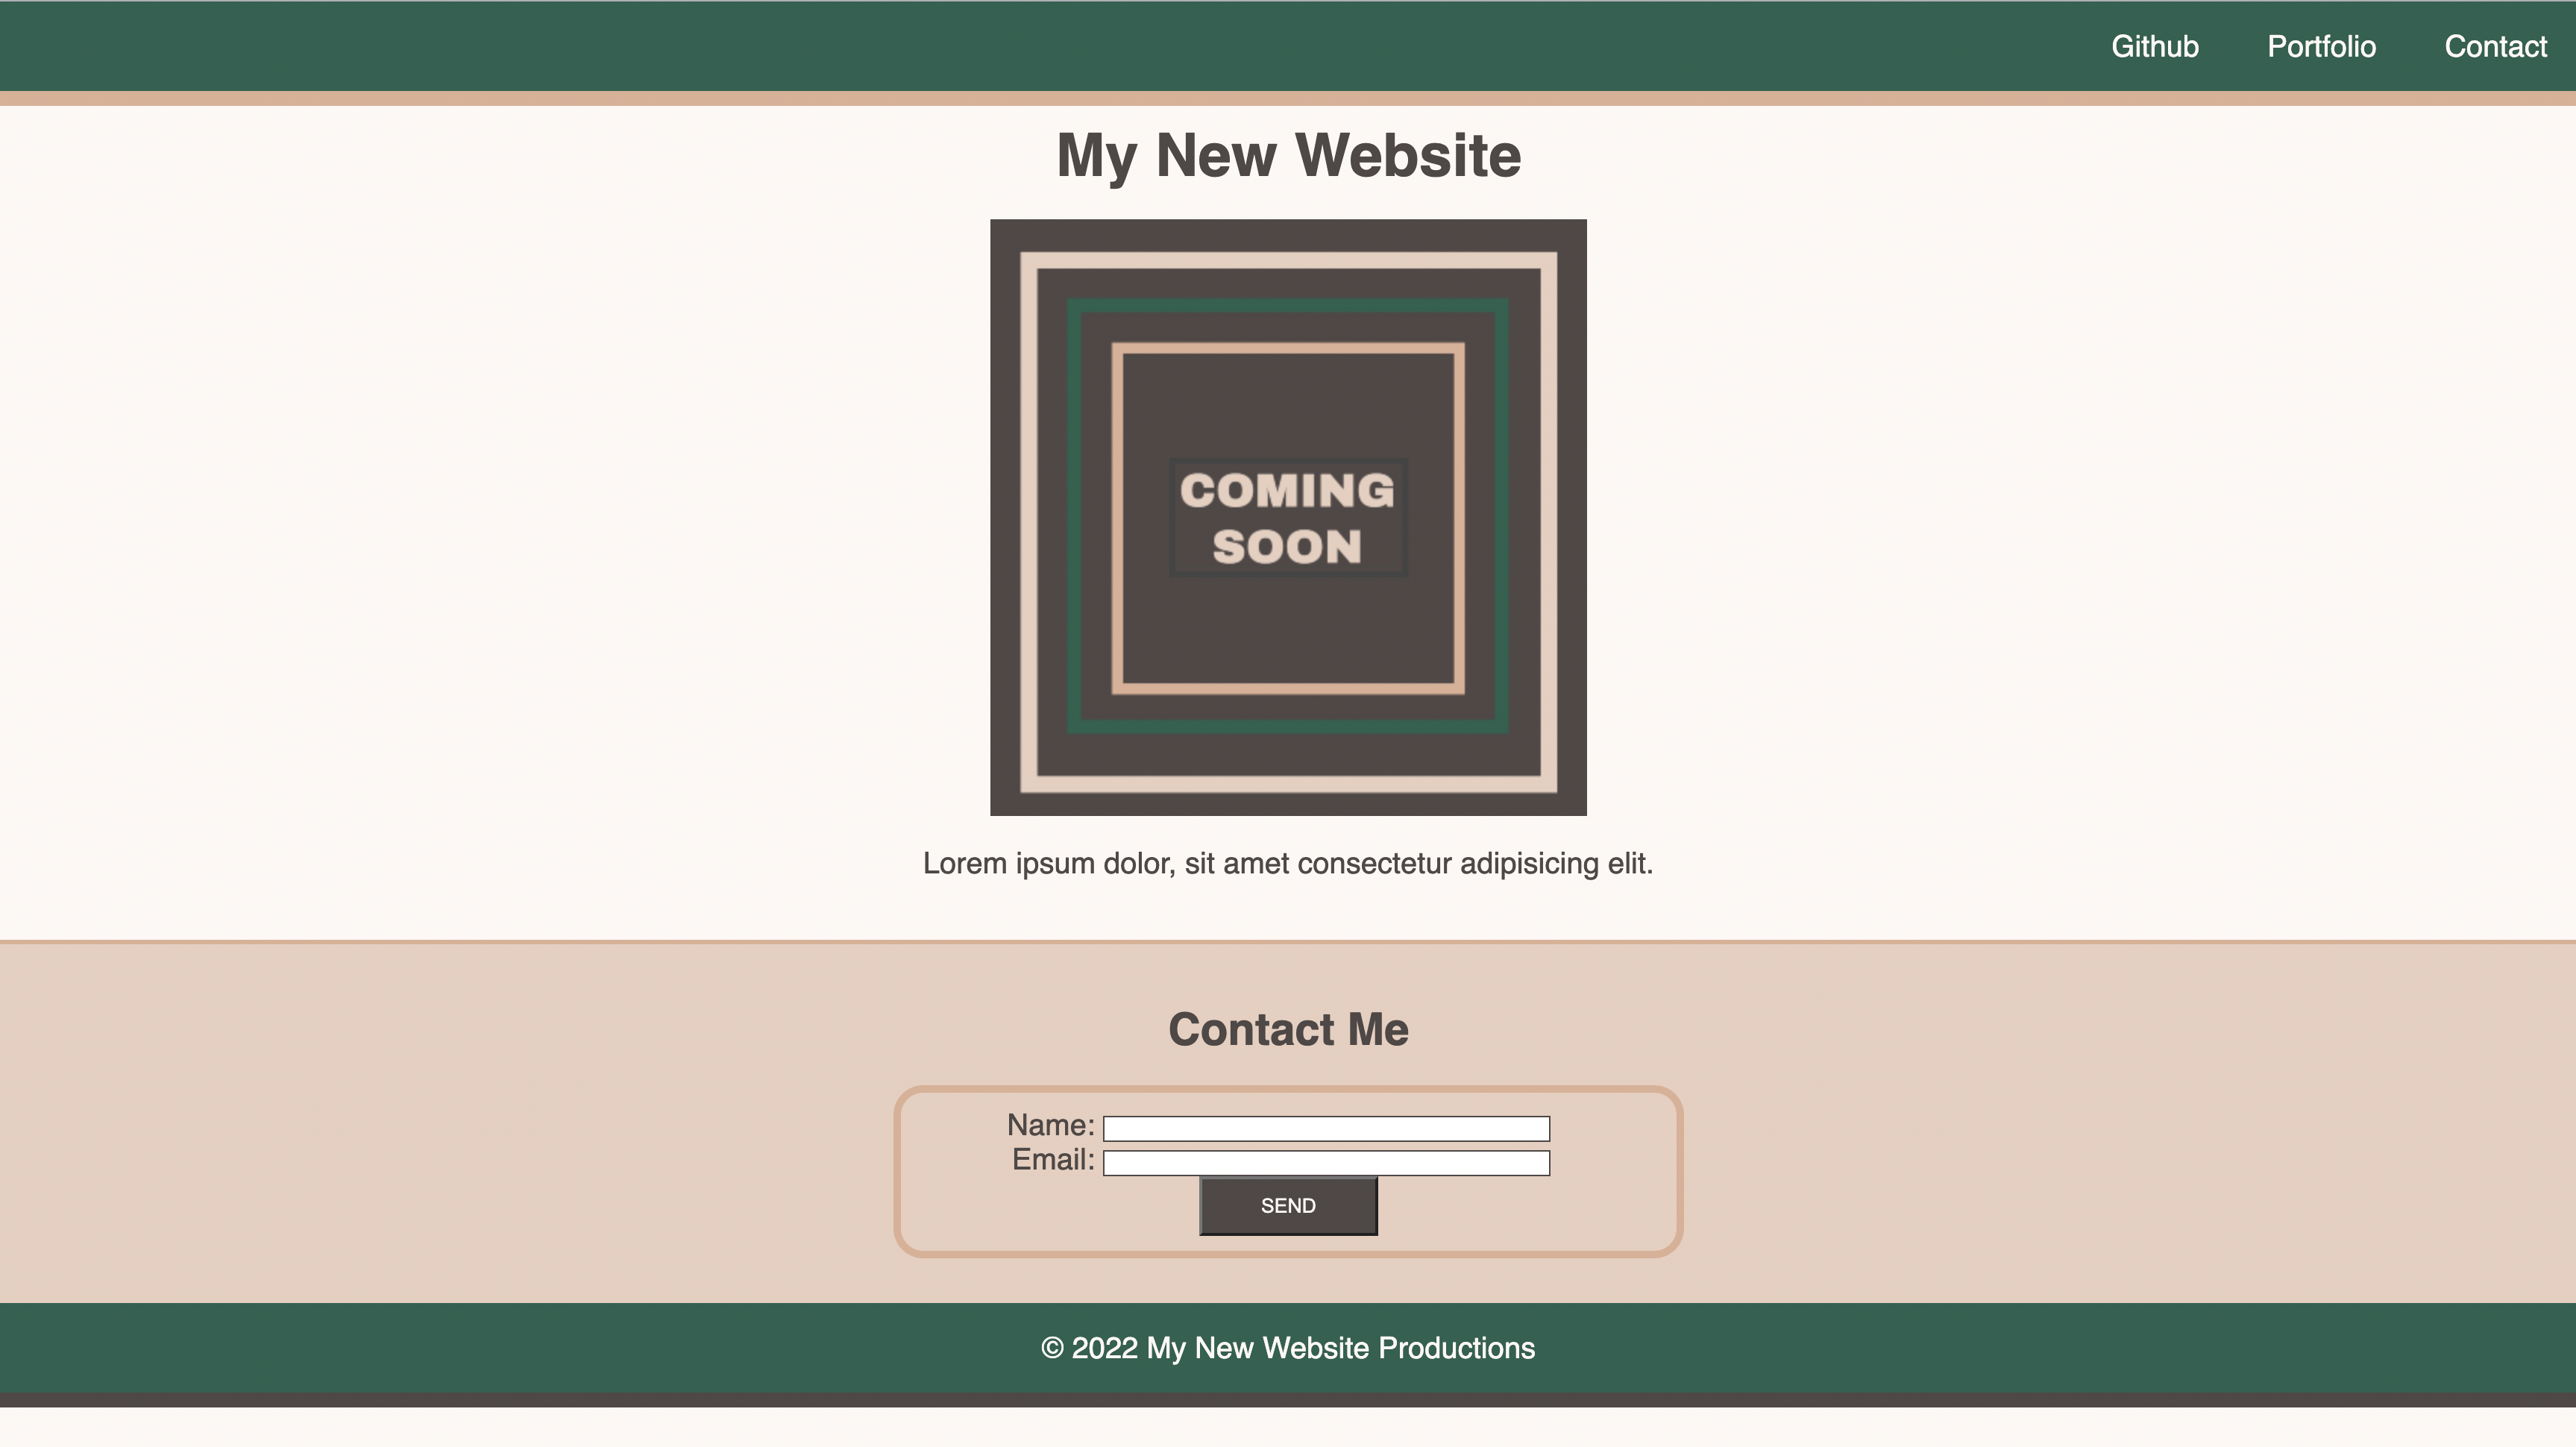 Github Portfolio Contact
My New Website
COMING
SOON
Lorem ipsum dolor, sit amet consectetur adipisicing elit.
Contact Me
Name:
Email:
SEND
© 2022 My New Website Productions